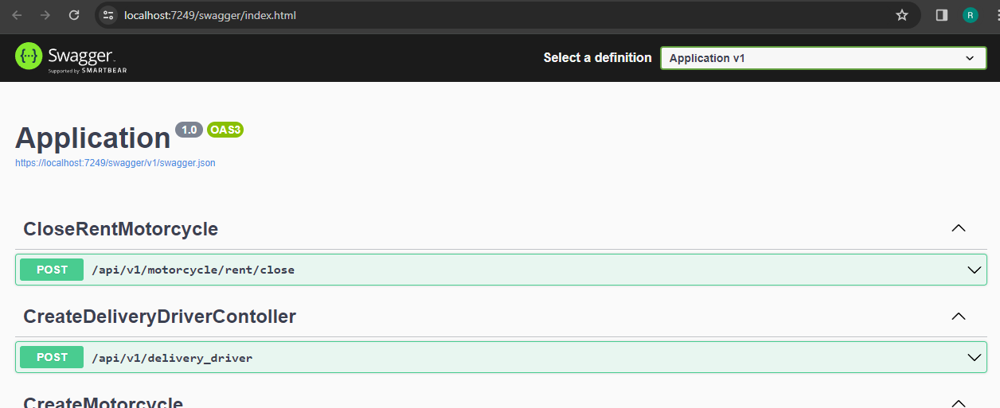 localhost:7249/swagger/index.html
R
Swagger
Supported by SMARTBEAR
Select a definition
Application v1
Application 1.0 OAS3
https://localhost:7249/swagger/v1/swagger.json
CloseRentMotorcycle
POST /api/v1/motorcycle/rent/close
CreateDeliveryDriverContoller
POST /api/v1/delivery_driver
CreateMotorcycle